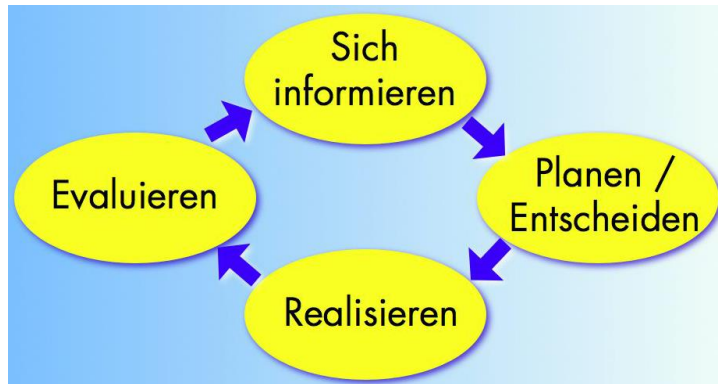 Sich
informieren
Planen /
Entscheiden
Realisieren
Evaluieren